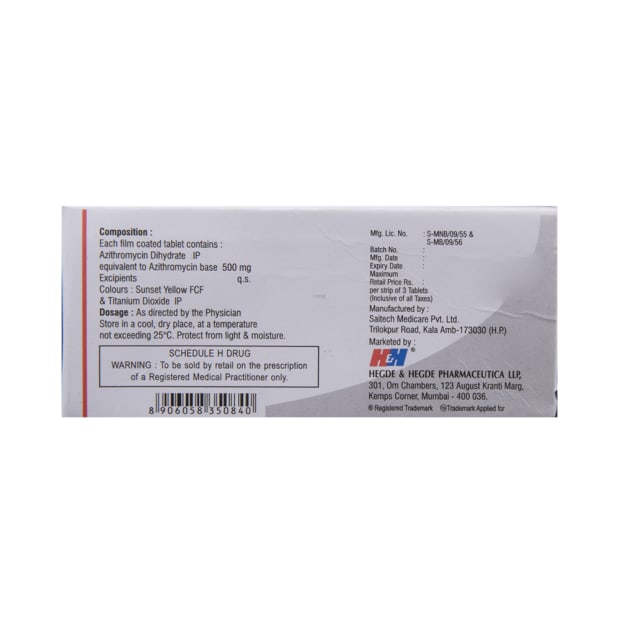 Composition :
Each film coated tablet contains :
Azithromycin Dihydrate IP
equivalent to Azithromycin base 500 mg
Excipients q.s.
Colours : Sunset Yellow FCF
& Titanium Dioxide IP
Dosage : As directed by the Physician
Store in a cool, dry place, at a temperature
not exceeding 25°C. Protect from light & moisture.
SCHEDULE H DRUG
WARNING : To be sold by retail on the prescription
of a Registered Medical Practitioner only.
8 906058 350840
Mfg. Lic. No. : S-MNB/09/55 &
S-MB/09/56
Batch No. :
Mfg. Date :
Expiry Date :
Maximum
Retail Price Rs. :
per strip of 3 Tablets
(Inclusive of all Taxes)
Manufactured by :
Saitech Medicare Pvt. Ltd.
Trilokpur Road, Kala Amb-173030 (H.P.)
Marketed by :
H&H
HEGDE & HEGDE PHARMACEUTICA LLP,
301, Om Chambers, 123 August Kranti Marg,
Kemps Corner, Mumbai - 400 036.
® Registered Trademark ™Trademark Applied for